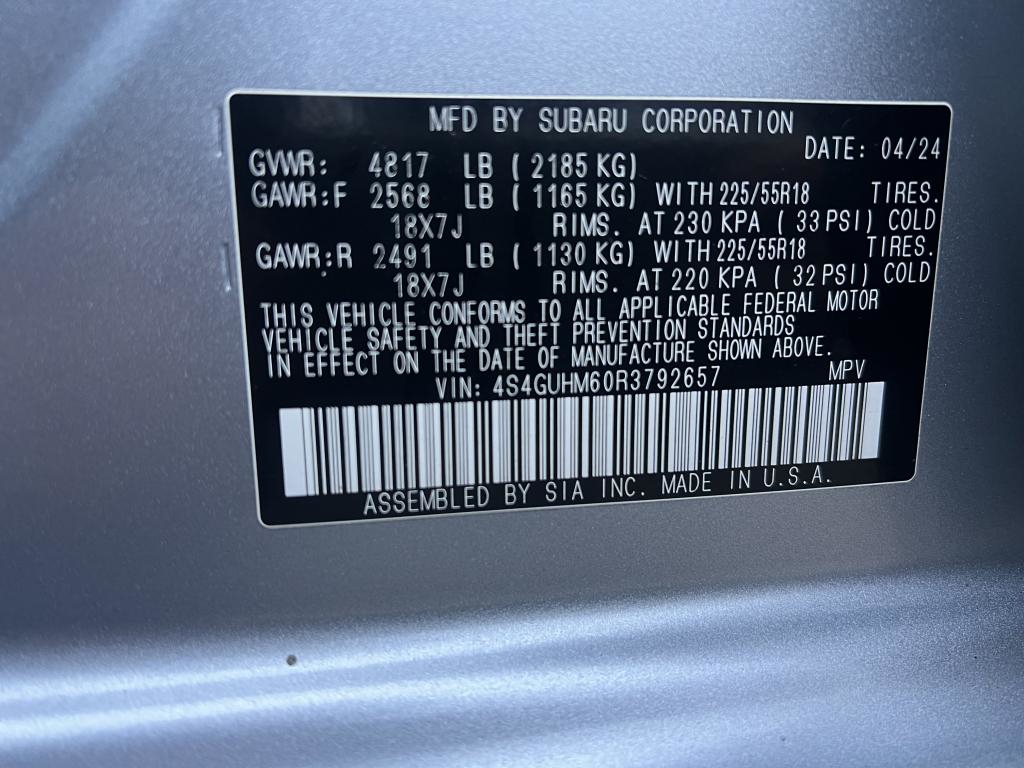 MFD BY SUBARU CORPORATION
DATE: 04/24
GVWR: 4817 LB ( 2185 KG)
GAWR:F 2568 LB ( 1165 KG) WITH 225/55R18 TIRES.
18X7J RIMS. AT 230 KPA ( 33 PSI) COLD
GAWR:R 2491 LB ( 1130 KG) WITH 225/55R18 TIRES.
18X7J RIMS. AT 220 KPA ( 32 PSI) COLD
THIS VEHICLE CONFORMS TO ALL APPLICABLE FEDERAL MOTOR
VEHICLE SAFETY AND THEFT PREVENTION STANDARDS
IN EFFECT ON THE DATE OF MANUFACTURE SHOWN ABOVE.
VIN: 4S4GUHM60R3792657 MPV
ASSEMBLED BY SIA INC. MADE IN U.S.A.